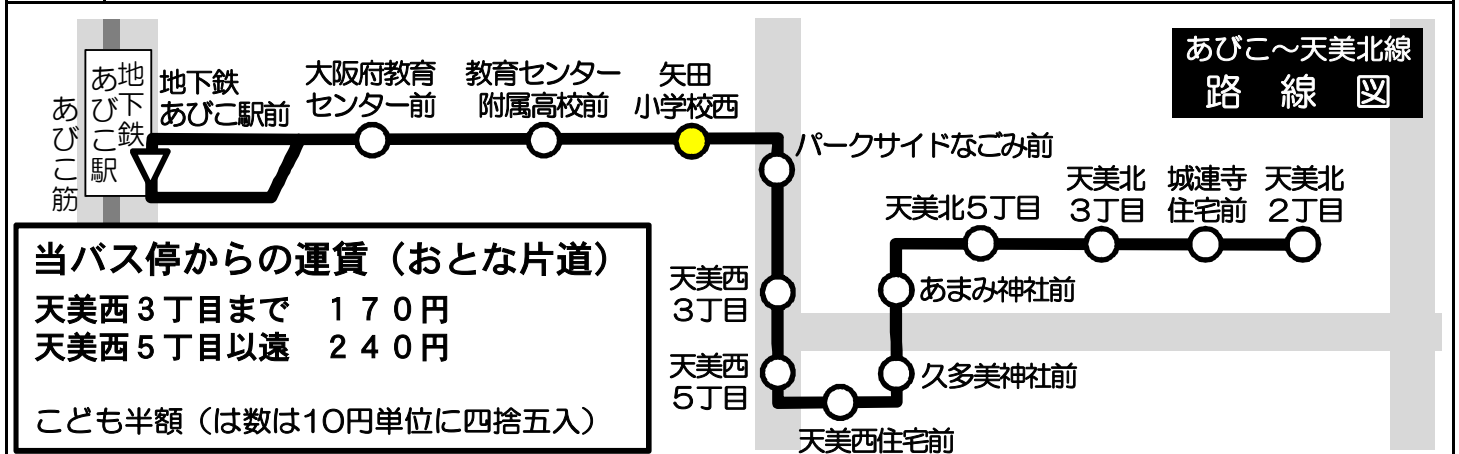 あびこ～天美北線
路線図
あびこ筋
地下鉄
あびこ駅
地下鉄
あびこ駅前
大阪府教育
センター前
教育センター
附属高校前
矢田
小学校西
パークサイドなごみ前
天美西
3丁目
天美西
5丁目
天美西住宅前
久多美神社前
あまみ神社前
天美北5丁目
天美北
3丁目
城連寺
住宅前
天美北
2丁目
当バス停からの運賃（おとな片道）
天美西３丁目まで　１７０円
天美西５丁目以遠　２４０円
こども半額（は数は10円単位に四捨五入）